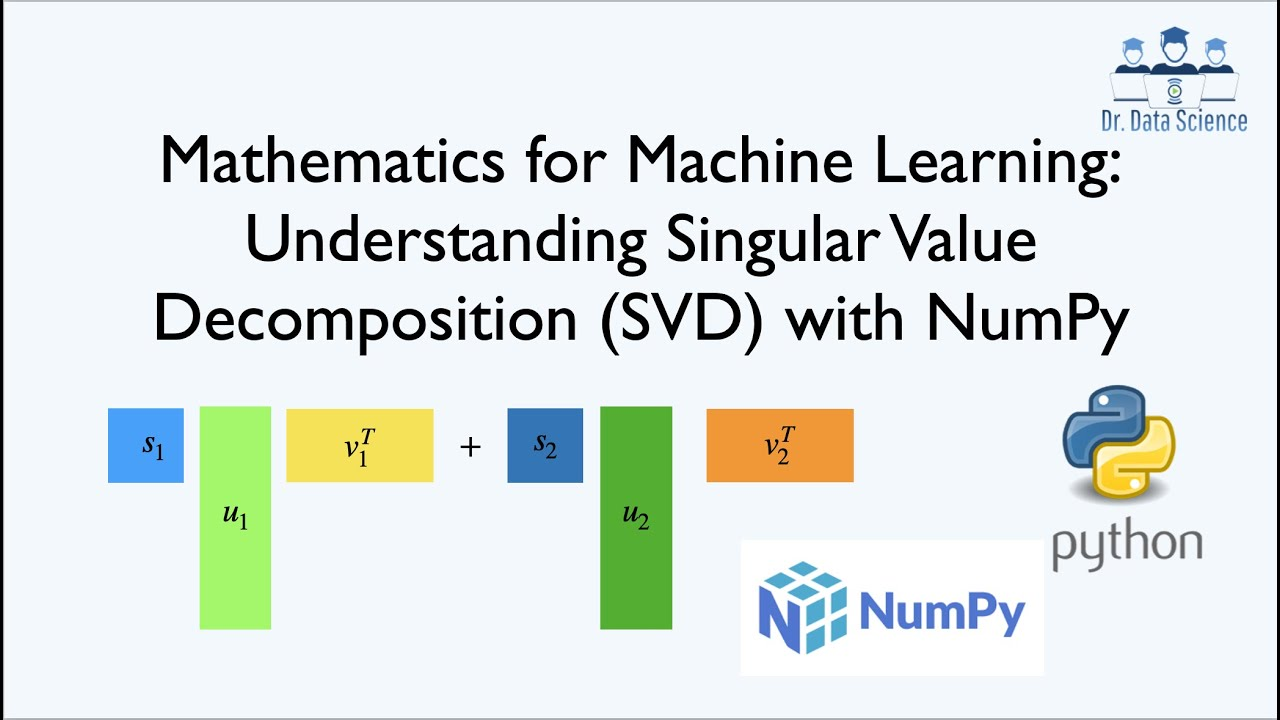 Dr. Data Science
Mathematics for Machine Learning:
Understanding Singular Value
Decomposition (SVD) with NumPy
s₁ u₁ v₁ᵀ + s₂ u₂ v₂ᵀ
python
NumPy